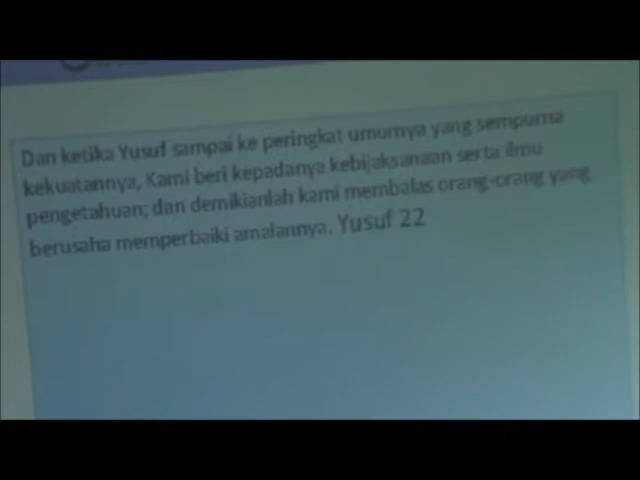 Dan ketika Yusuf sampai ke peringkat umurnya yang sempurna
kekuatannya, Kami beri kepadanya kebijaksanaan serta ilmu
pengetahuan; dan demikianlah kami membalas orang-orang yang
berusaha memperbaiki amalannya. Yusuf 22